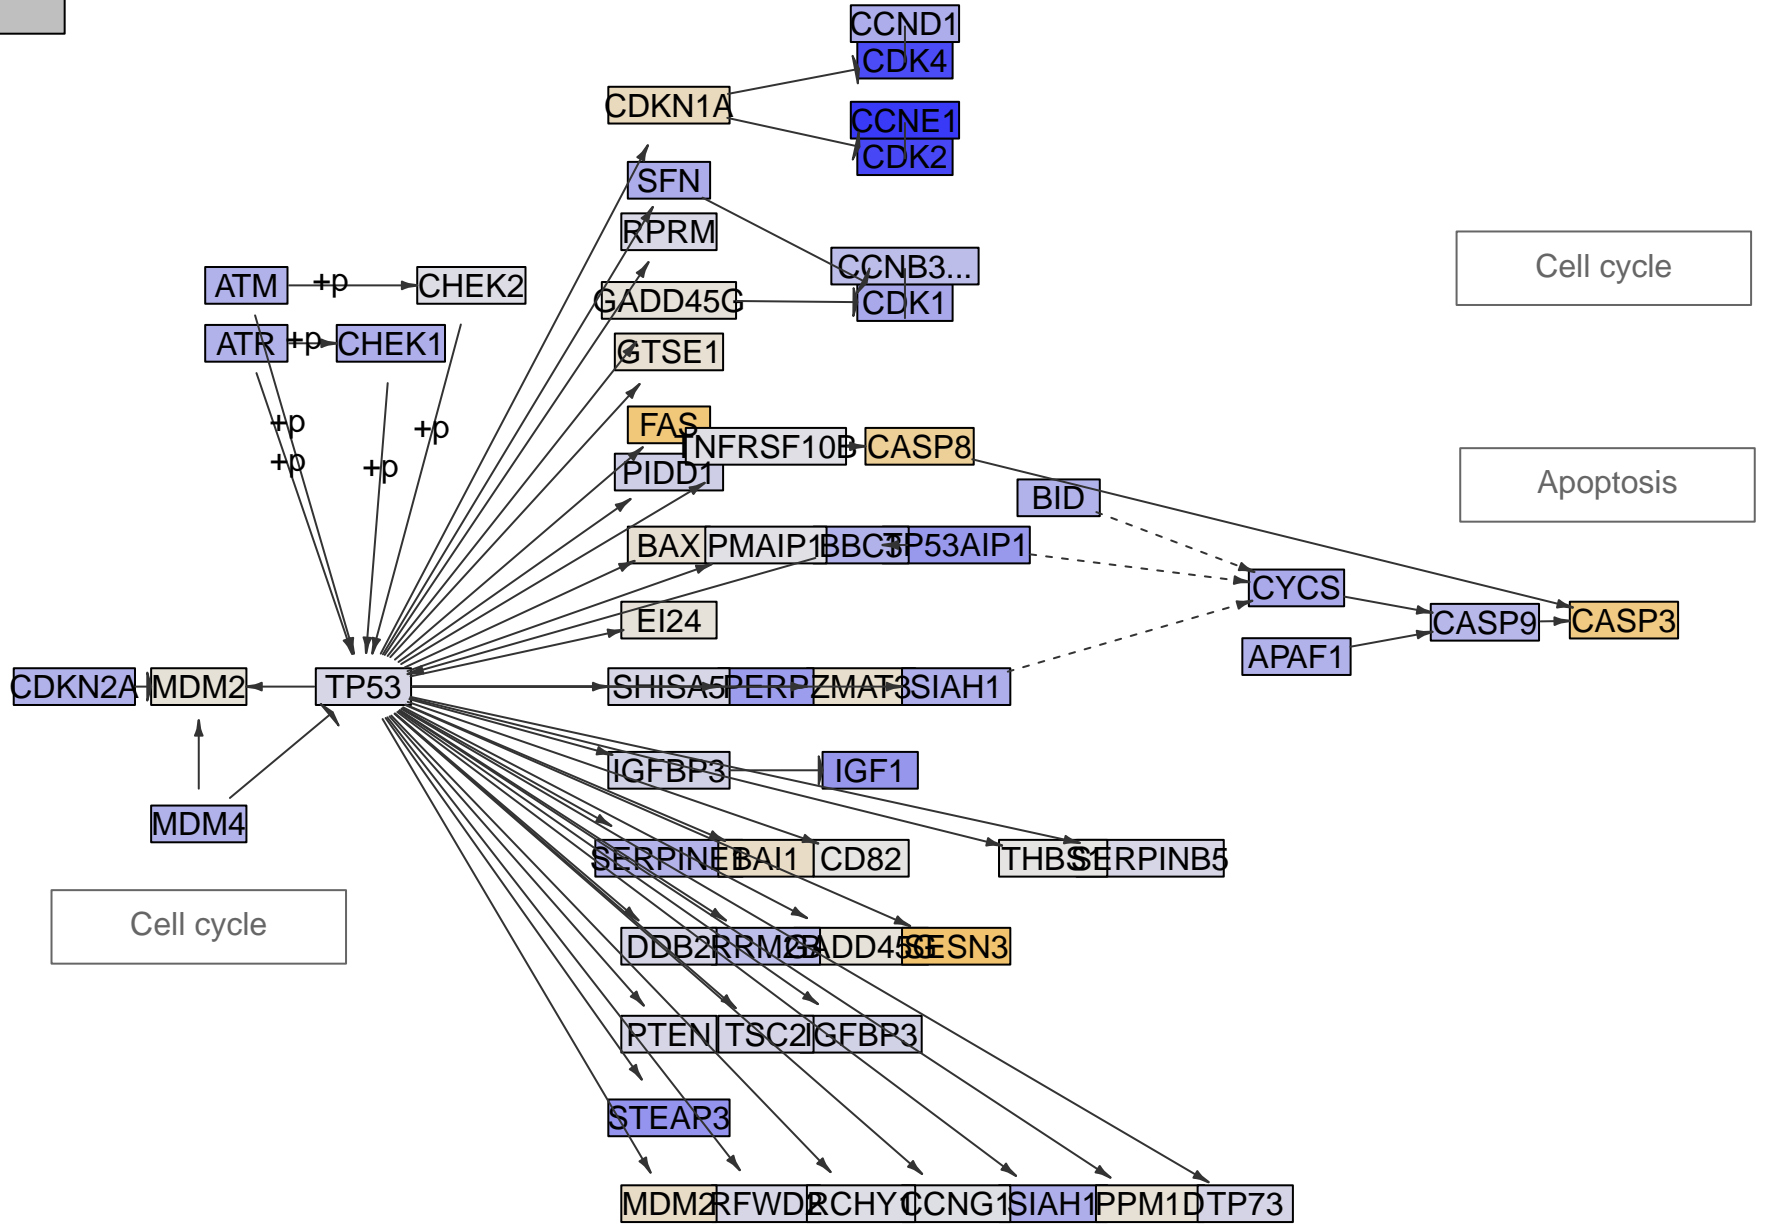 CCND1
CDK4
CDKN1A
CCNE1
CDK2
SFN
RPRM
CCNB3...
Cell cycle
ATM
+p
CHEK2
GADD45G
CDK1
ATR
+p
CHEK1
GTSE1
FAS
+p
+p
TNFRSF10B
CASP8
+p
+p
PIDD1
Apoptosis
BID
BAX
PMAIP1
BBC3
TP53AIP1
CYCS
EI24
CASP9
CASP3
APAF1
CDKN2A
MDM2
TP53
SHISA5
PERP
ZMAT3
SIAH1
IGFBP3
IGF1
MDM4
SERPINE1
BAI1
CD82
THBS1
SERPINB5
Cell cycle
DDB2
RRM2B
GADD45G
SESN3
PTEN
TSC2
IGFBP3
STEAP3
MDM2
RFWD2
RCHY1
CCNG1
SIAH1
PPM1D
TP73